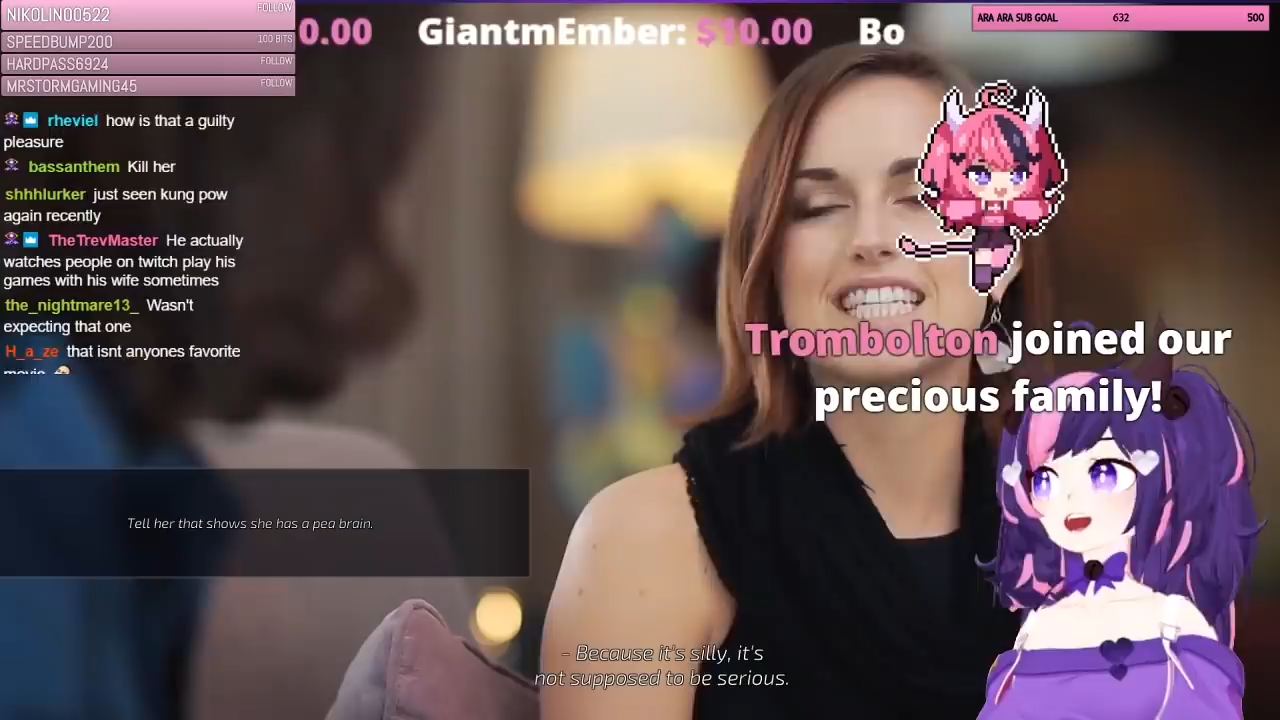 NIKOLINO0522 FOLLOW
SPEEDBUMP200 100 BITS
HARDPASS6924 FOLLOW
MRSTORMGAMING45 FOLLOW
0.00 GiantmEmber: $10.00 Bo
ARA ARA SUB GOAL 632 500
rheviel how is that a guilty
pleasure
bassanthem Kill her
shhhlurker just seen kung pow
again recently
TheTrevMaster He actually
watches people on twitch play his
games with his wife sometimes
the_nightmare13_ Wasn't
expecting that one
H_a_ze that isnt anyones favorite
movie
Trombolton joined our
precious family!
Tell her that shows she has a pea brain.
- Because it's silly, it's
not supposed to be serious.